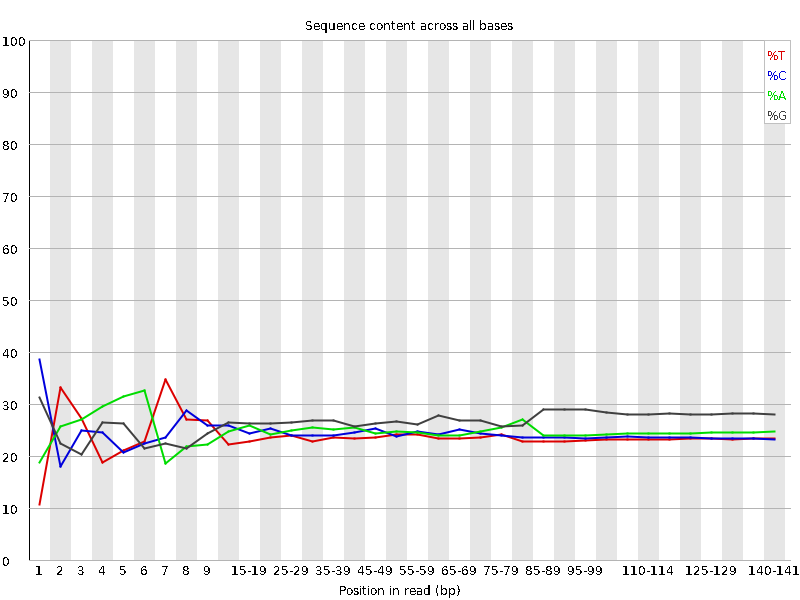 Sequence content across all bases
100
90
80
70
60
50
40
30
20
10
0
%T
%C
%A
%G
1 2 3 4 5 6 7 8 9 15-19 25-29 35-39 45-49 55-59 65-69 75-79 85-89 95-99 110-114 125-129 140-141
Position in read (bp)